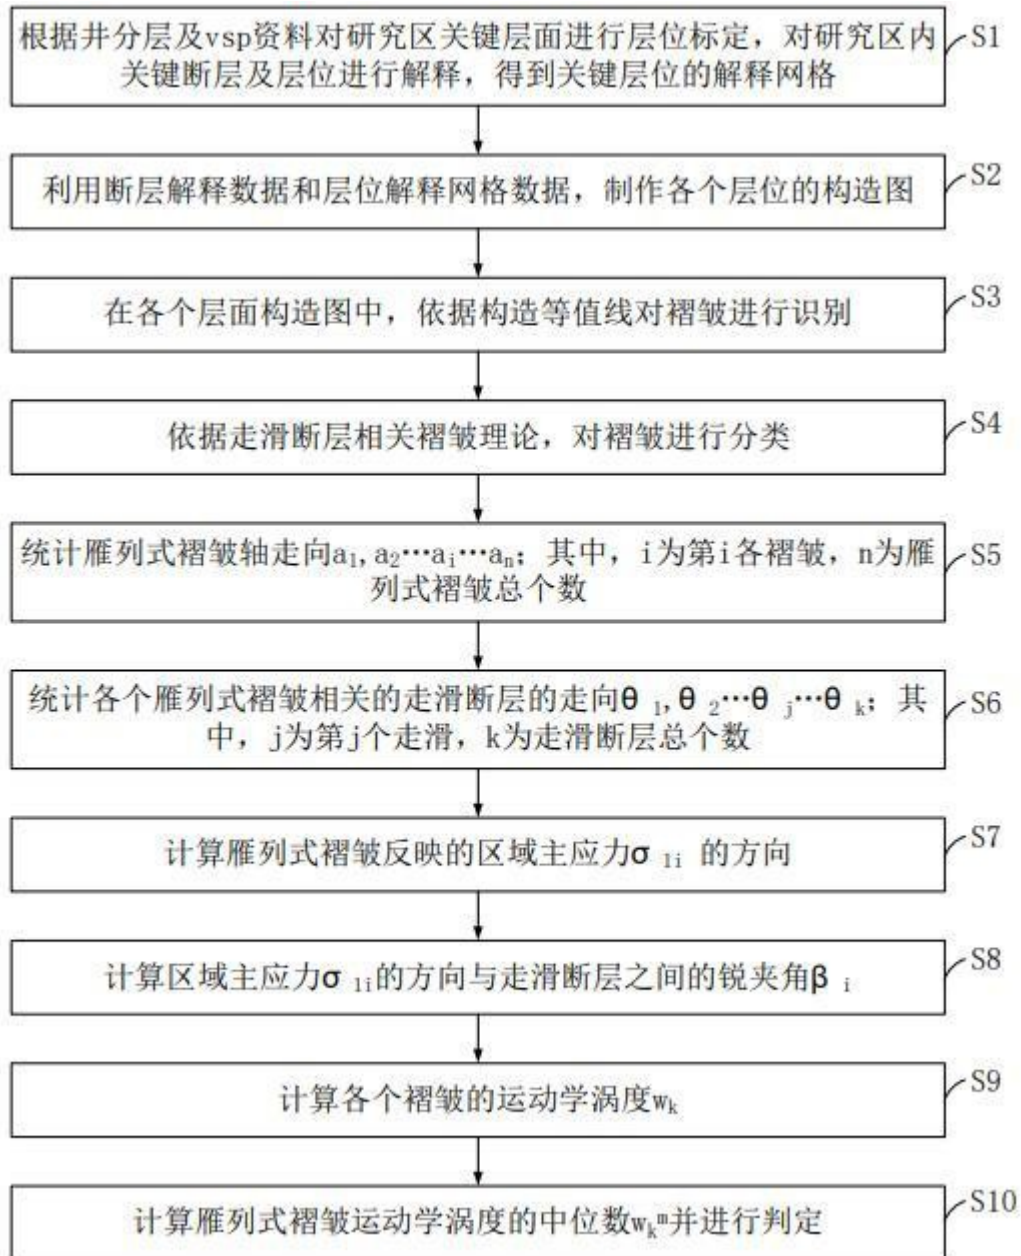 根据井分层及vsp资料对研究区关键层面进行层位标定，对研究区内
关键断层及层位进行解释，得到关键层位的解释网格
S1
利用断层解释数据和层位解释网格数据，制作各个层位的构造图
S2
在各个层面构造图中，依据构造等值线对褶皱进行识别
S3
依据走滑断层相关褶皱理论，对褶皱进行分类
S4
统计雁列式褶皱轴走向a₁,a₂…aᵢ…aₙ；其中，i为第i各褶皱，n为雁
列式褶皱总个数
S5
统计各个雁列式褶皱相关的走滑断层的走向θ ₁,θ ₂…θ ⱼ…θ ₖ；其
中，j为第j个走滑，k为走滑断层总个数
S6
计算雁列式褶皱反映的区域主应力σ ₁ᵢ 的方向
S7
计算区域主应力σ ₁ᵢ的方向与走滑断层之间的锐夹角β ᵢ
S8
计算各个褶皱的运动学涡度wₖ
S9
计算雁列式褶皱运动学涡度的中位数wₖᵐ并进行判定
S10